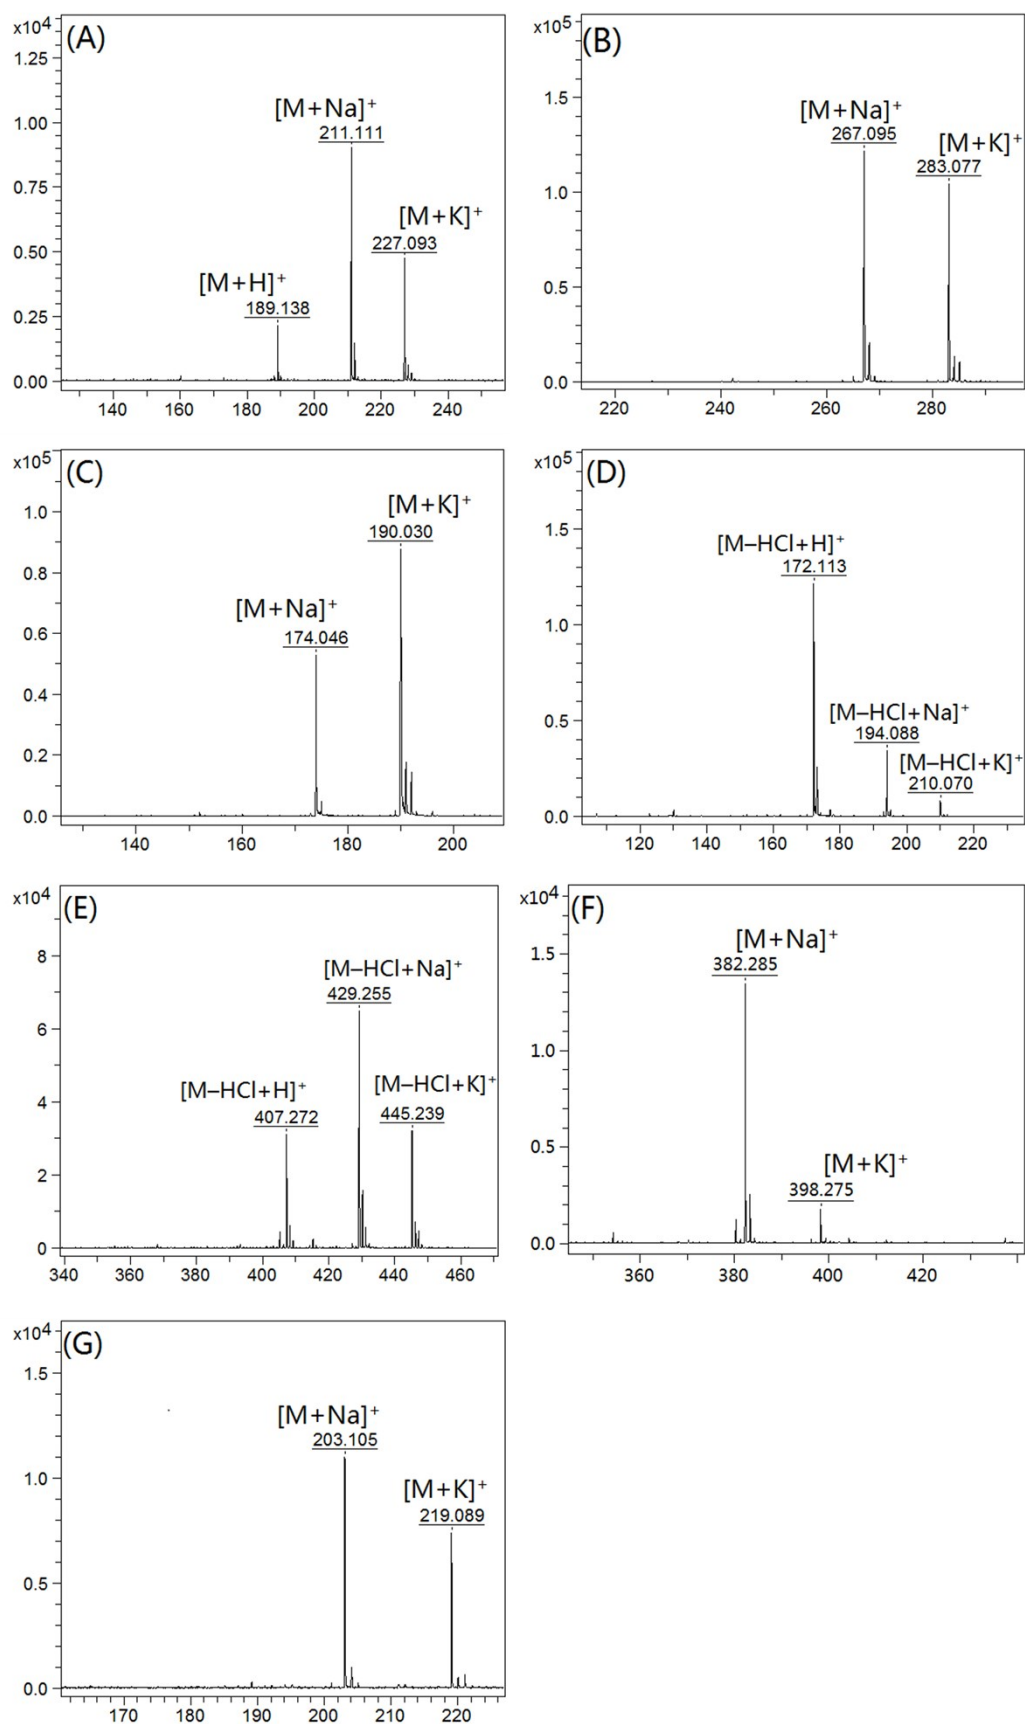 x10⁴
(A)
[M+Na]⁺
211.111
[M+K]⁺
227.093
[M+H]⁺
189.138
1.25
1.00
0.75
0.50
0.25
0.00
140 160 180 200 220 240
x10⁵
(B)
[M+Na]⁺
267.095
[M+K]⁺
283.077
1.5
1.0
0.5
0.0
220 240 260 280
x10⁵
(C)
[M+K]⁺
190.030
[M+Na]⁺
174.046
1.0
0.8
0.6
0.4
0.2
0.0
140 160 180 200
x10⁵
(D)
[M–HCl+H]⁺
172.113
[M–HCl+Na]⁺
194.088
[M–HCl+K]⁺
210.070
1.5
1.0
0.5
0.0
120 140 160 180 200 220
x10⁴
(E)
[M–HCl+Na]⁺
429.255
[M–HCl+H]⁺
407.272
[M–HCl+K]⁺
445.239
8
6
4
2
0
340 360 380 400 420 440 460
x10⁴
(F)
[M+Na]⁺
382.285
[M+K]⁺
398.275
1.5
1.0
0.5
0.0
360 380 400 420
x10⁴
(G)
[M+Na]⁺
203.105
[M+K]⁺
219.089
1.5
1.0
0.5
0.0
170 180 190 200 210 220